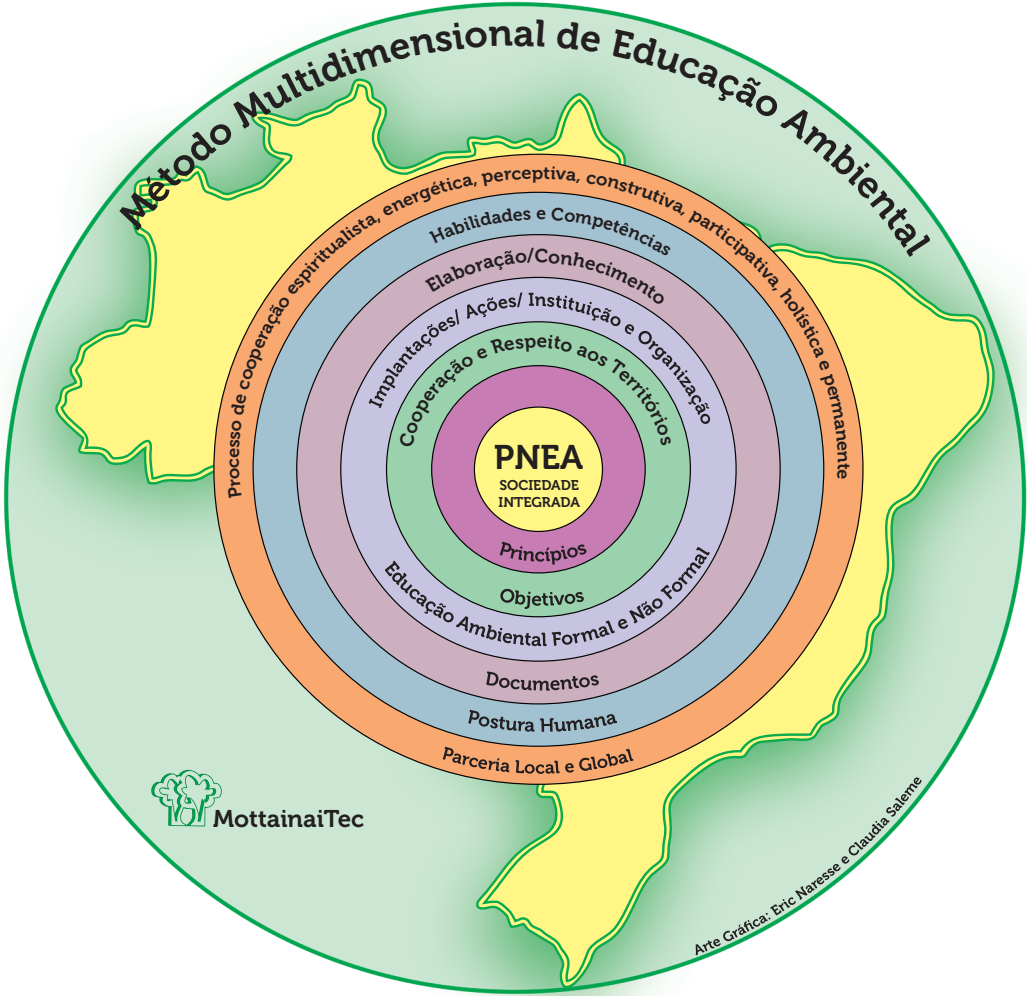 Método Multidimensional de Educação Ambiental
Processo de cooperação espiritualista, energética, perceptiva, construtiva, participativa, holística e permanente
Habilidades e Competências
Elaboração/Conhecimento
Implantações/ Ações/ Instituição e Organização
Cooperação e Respeito aos Territórios
PNEA
SOCIEDADE
INTEGRADA
Princípios
Objetivos
Educação Ambiental Formal e Não Formal
Documentos
Postura Humana
Parceria Local e Global
MottainaiTec
Arte Gráfica: Eric Naresse e Claudia Saleme